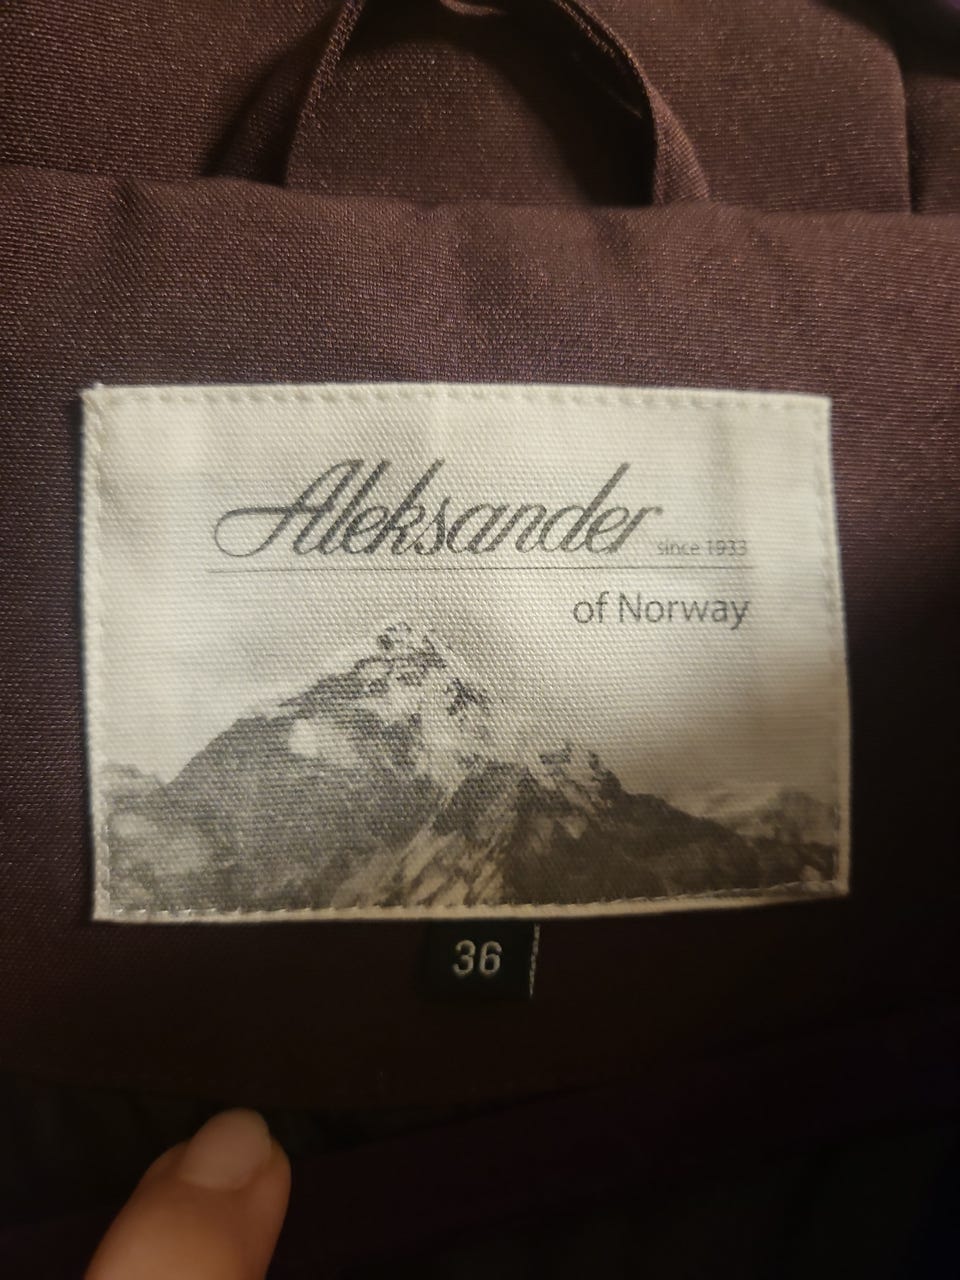 Aleksander since 1933
of Norway
36